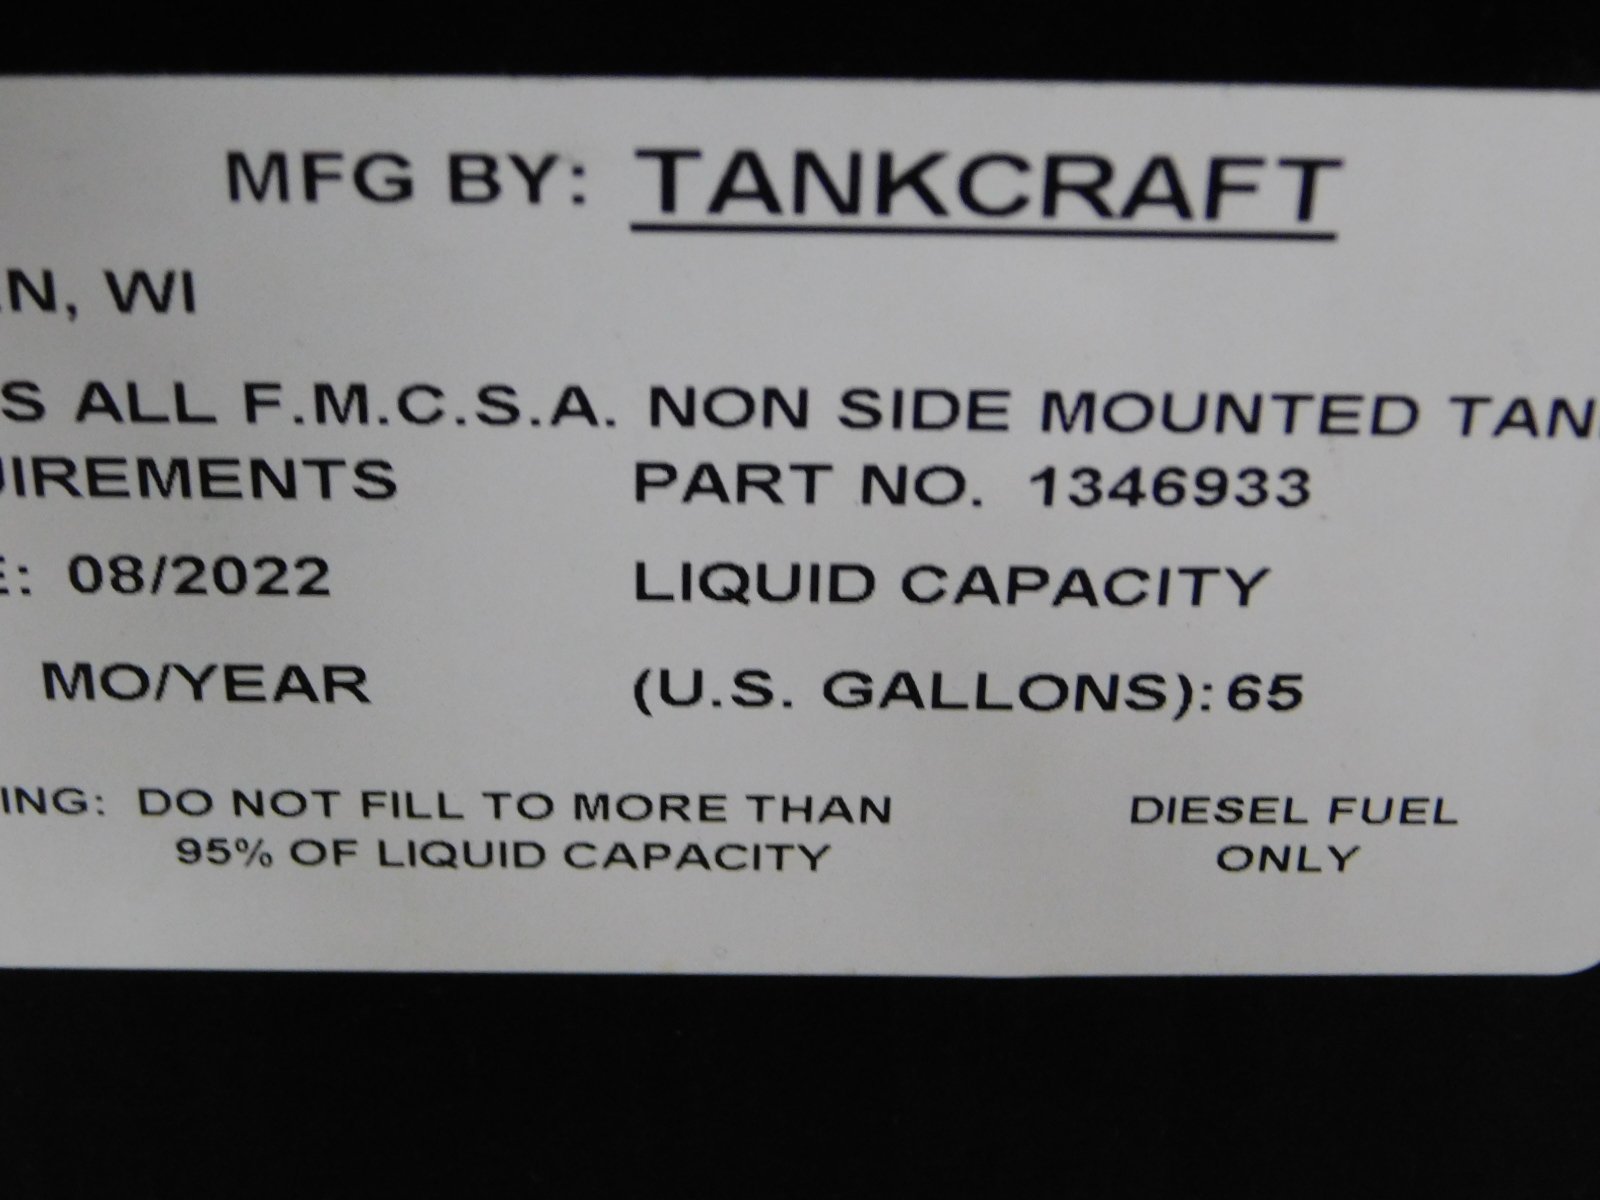 MFG BY: TANKCRAFT
N, WI
S ALL F.M.C.S.A. NON SIDE MOUNTED TAN
UIREMENTS PART NO. 1346933
E: 08/2022 LIQUID CAPACITY
MO/YEAR (U.S. GALLONS): 65
ING: DO NOT FILL TO MORE THAN DIESEL FUEL
95% OF LIQUID CAPACITY ONLY